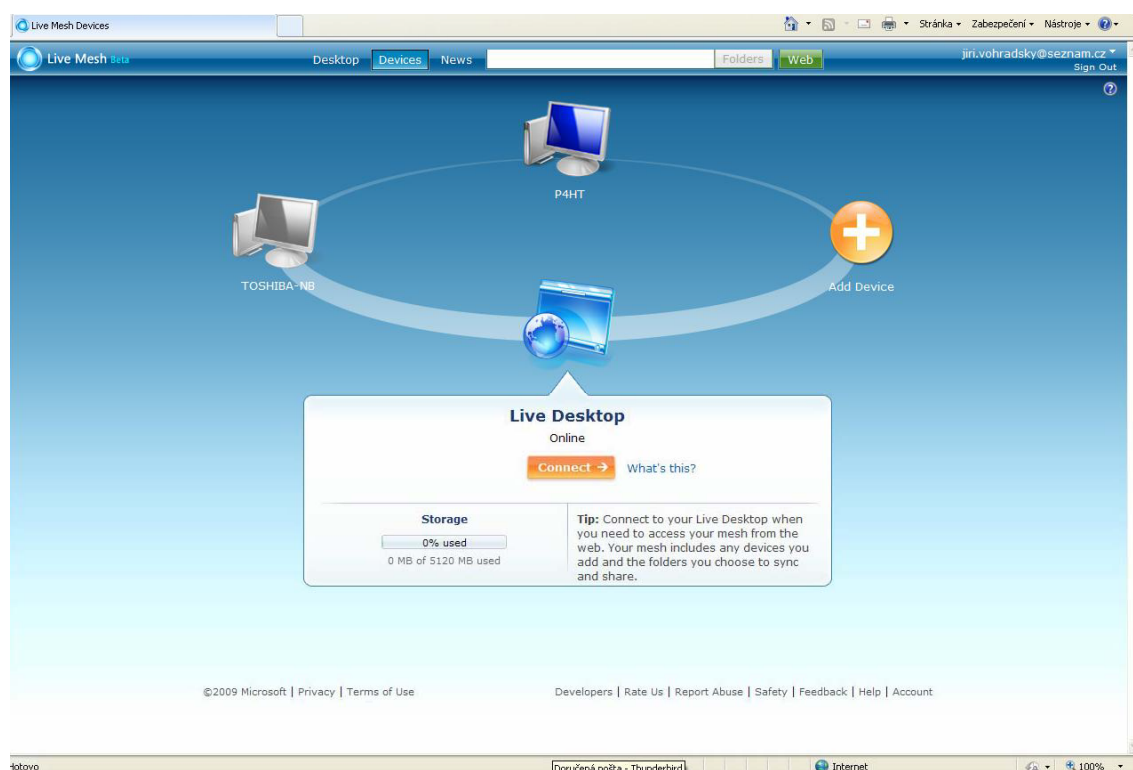 Live Mesh Devices
Stránka Zabezpečení Nástroje
Live Mesh Beta Desktop Devices News Folders Web jiri.vohradsky@seznam.cz
Sign Out
P4HT
TOSHIBA-NB
Add Device
Live Desktop
Online
Connect → What's this?
Storage
0% used
0 MB of 5120 MB used
Tip: Connect to your Live Desktop when
you need to access your mesh from the
web. Your mesh includes any devices you
add and the folders you choose to sync
and share.
©2009 Microsoft | Privacy | Terms of Use Developers | Rate Us | Report Abuse | Safety | Feedback | Help | Account
Hotovo Doručená pošta - Thunderbird Internet 100%